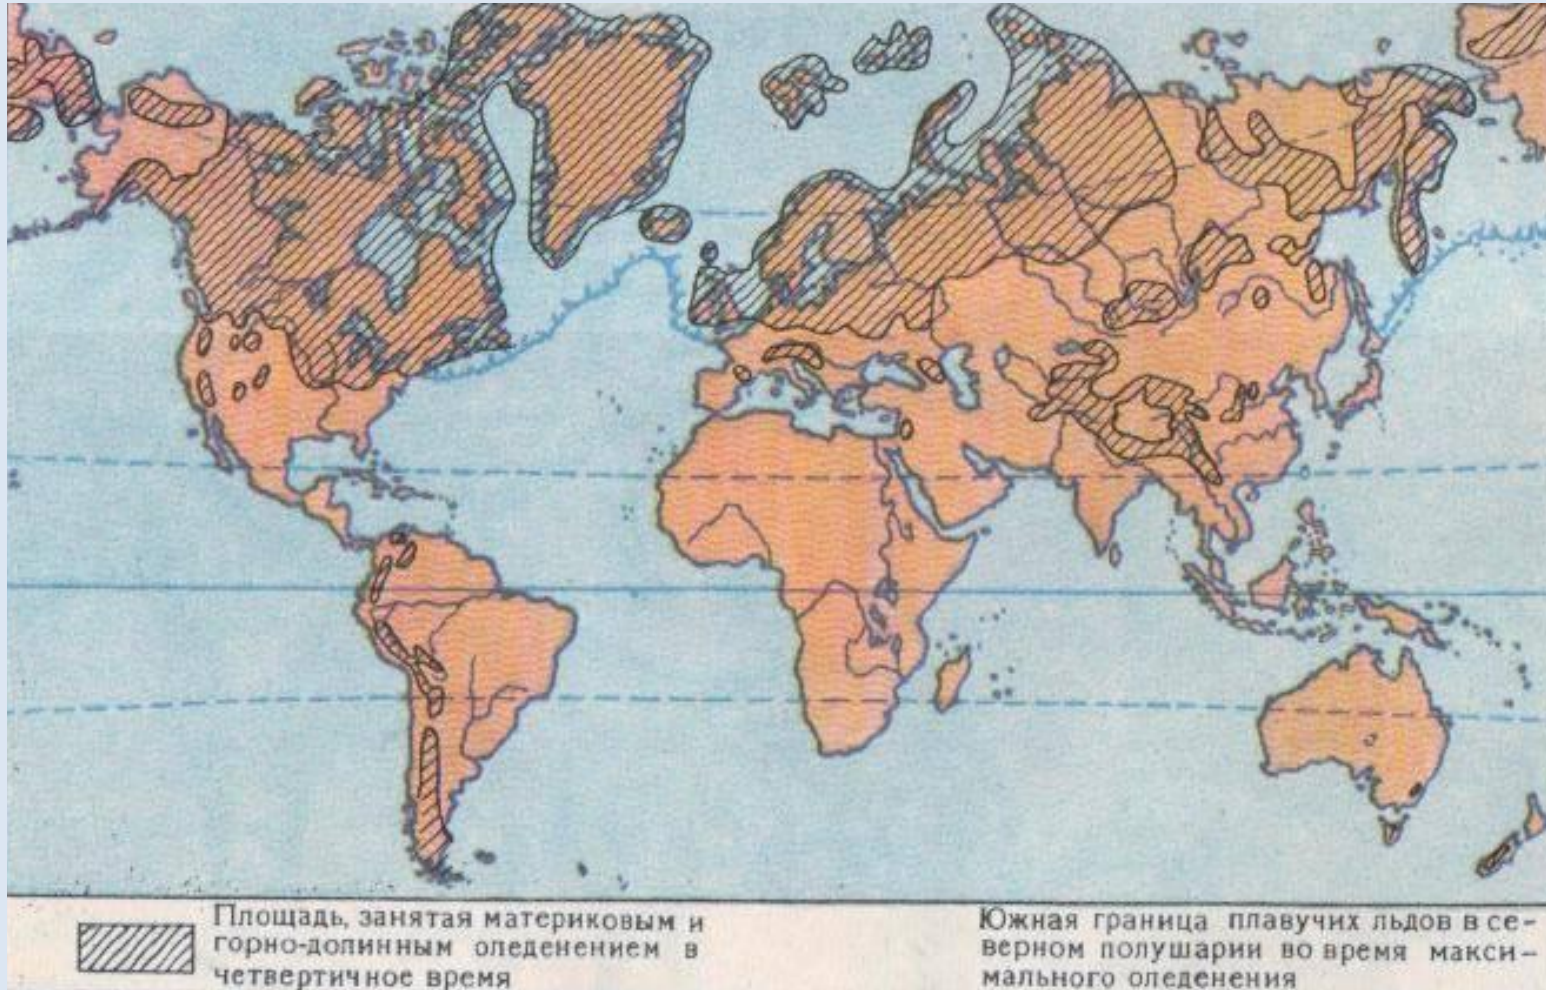 Площадь, занятая материковым и
горно-долинным оледенением в
четвертичное время
Южная граница плавучих льдов в се-
верном полушарии во время макси-
мального оледенения